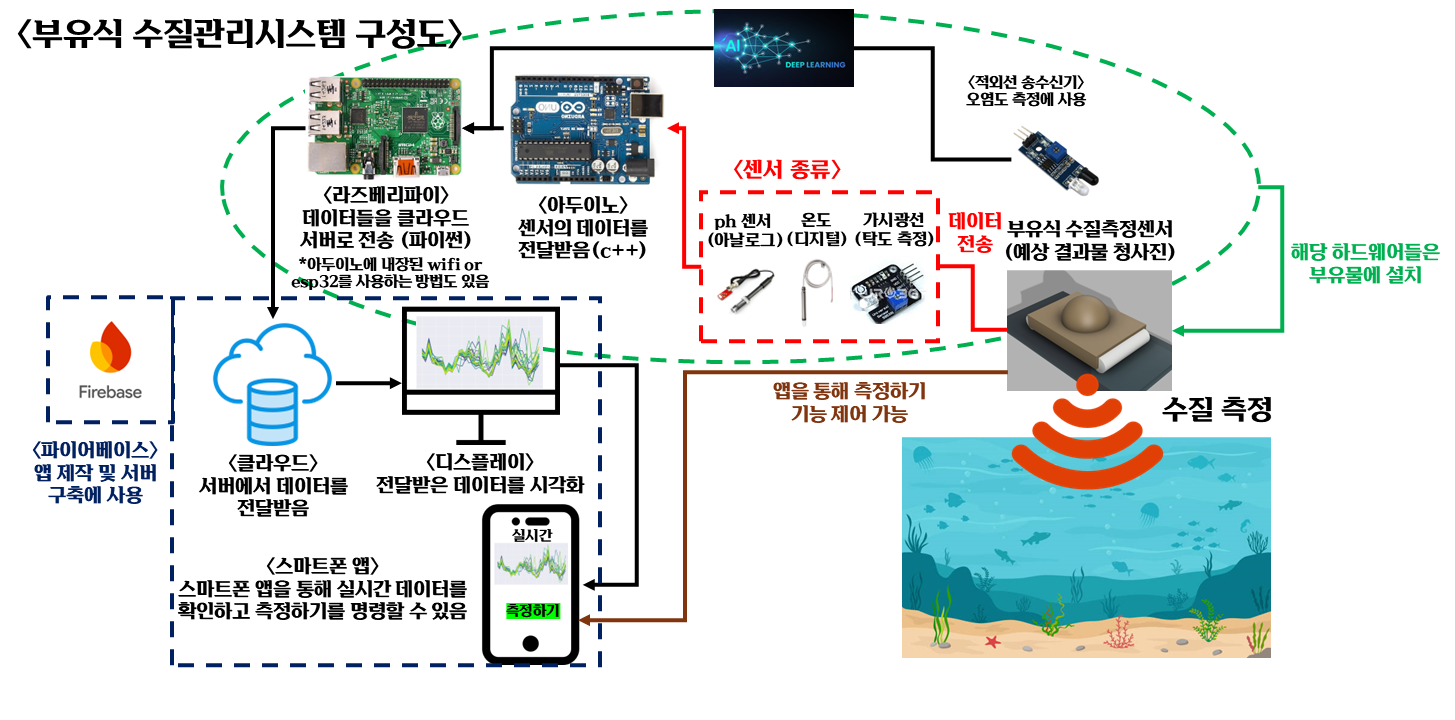 <부유식 수질관리시스템 구성도>
AI
DEEP LEARNING
<적외선 송수신기>
오염도 측정에 사용
<라즈베리파이>
데이터들을 클라우드
서버로 전송 (파이썬)
*아두이노에 내장된 wifi or
esp32를 사용하는 방법도 있음
<아두이노>
센서의 데이터를
전달받음(c++)
<센서 종류>
ph 센서
(아날로그)
온도
(디지털)
가시광선
(탁도 측정)
데이터
전송
부유식 수질측정센서
(예상 결과물 청사진)
해당 하드웨어들은
부유물에 설치
Firebase
<파이어베이스>
앱 제작 및 서버
구축에 사용
<클라우드>
서버에서 데이터를
전달받음
<디스플레이>
전달받은 데이터를 시각화
앱을 통해 측정하기
기능 제어 가능
수질 측정
<스마트폰 앱>
스마트폰 앱을 통해 실시간 데이터를
확인하고 측정하기를 명령할 수 있음
실시간
측정하기